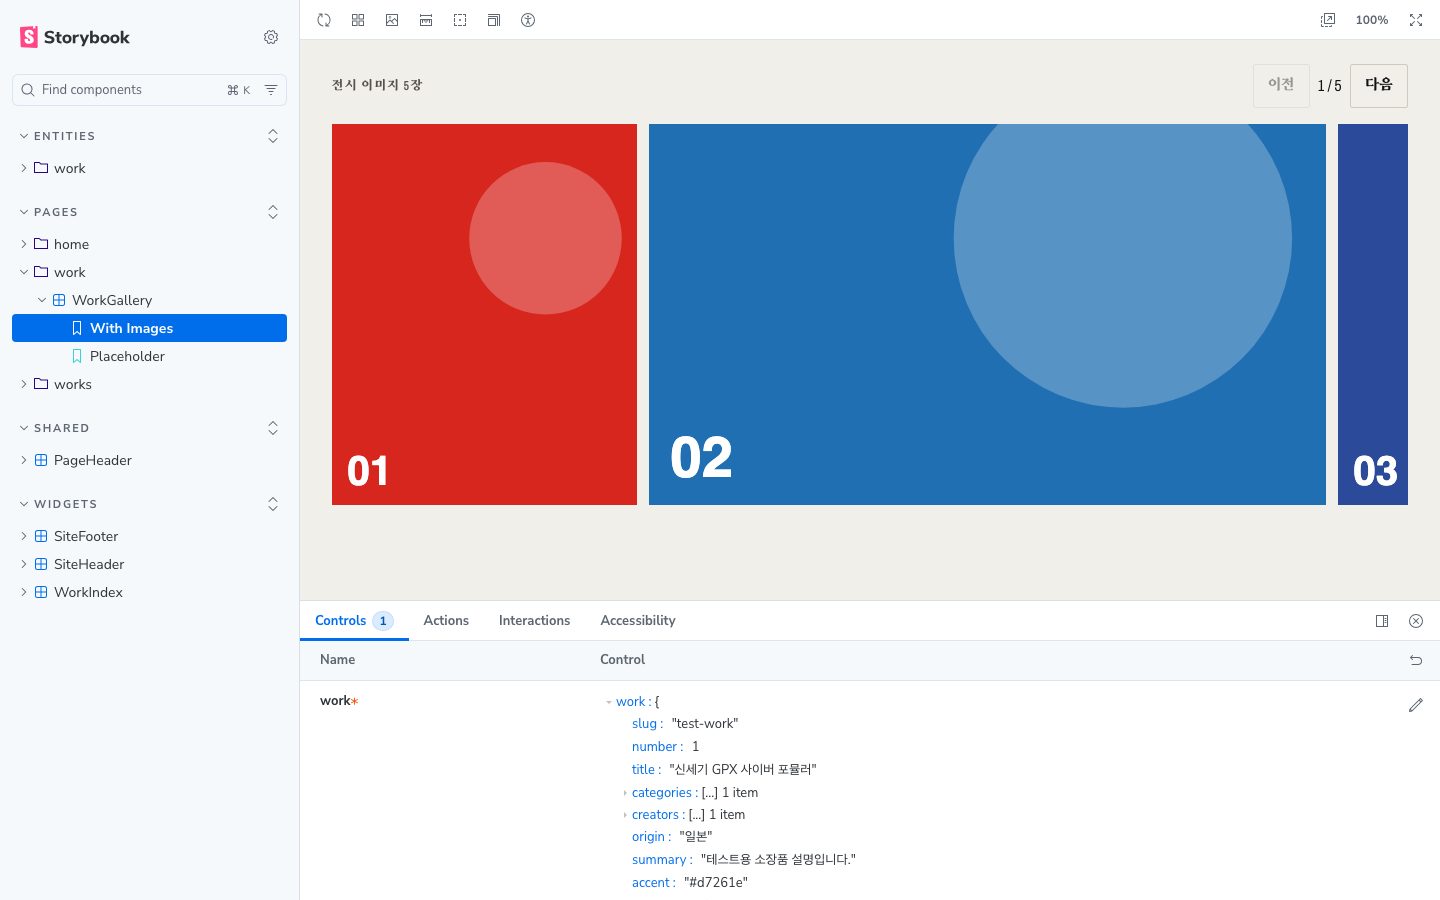 Storybook
Find components
⌘ K
ENTITIES
work
PAGES
home
work
WorkGallery
With Images
Placeholder
works
SHARED
PageHeader
WIDGETS
SiteFooter
SiteHeader
WorkIndex
100%
전시 이미지 5장
이전
1 / 5
다음
01
02
03
Controls 1
Actions
Interactions
Accessibility
Name
Control
work*
work : {
slug : "test-work"
number : 1
title : "신세기 GPX 사이버 포뮬러"
categories : [...] 1 item
creators : [...] 1 item
origin : "일본"
summary : "테스트용 소장품 설명입니다."
accent : "#d7261e"